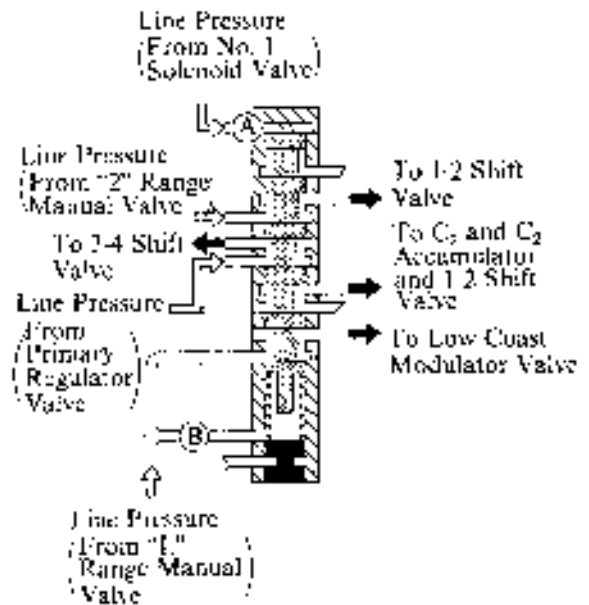 Line Pressure
(From No. 1
Solenoid Valve)
A
Line Pressure
(From "2" Range
Manual Valve)
To 1-2 Shift
Valve
To 3-4 Shift
Valve
To C₂ and C₂
Accumulator
and 1-2 Shift
Valve
Line Pressure
(From
Primary
Regulator
Valve)
To Low Coast
Modulator Valve
B
Line Pressure
(From "L"
Range Manual
Valve)